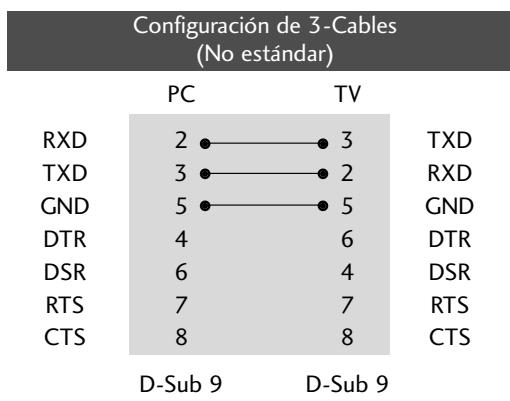 Configuración de 3-Cables
(No estándar)
PC TV
RXD 2 3 TXD
TXD 3 2 RXD
GND 5 5 GND
DTR 4 6 DTR
DSR 6 4 DSR
RTS 7 7 RTS
CTS 8 8 CTS
D-Sub 9 D-Sub 9